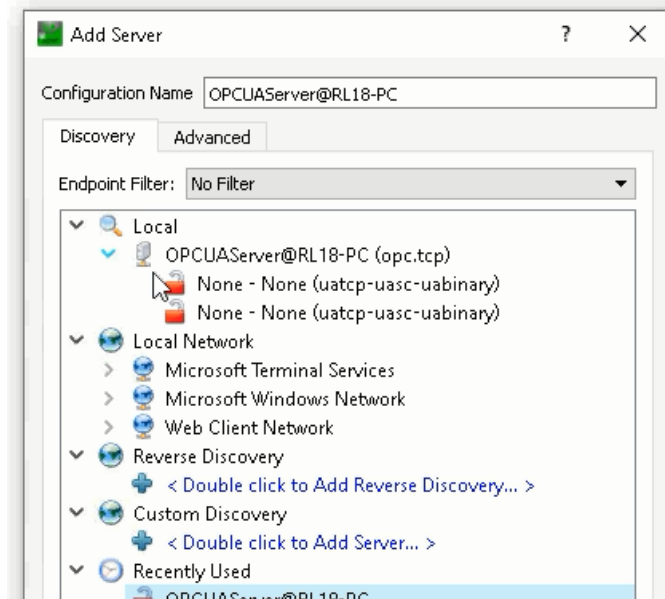 Add Server ?
Configuration Name OPCUAServer@RL18-PC
Discovery Advanced
Endpoint Filter: No Filter
Local
OPCUAServer@RL18-PC (opc.tcp)
None - None (uatcp-uasc-uabinary)
None - None (uatcp-uasc-uabinary)
Local Network
Microsoft Terminal Services
Microsoft Windows Network
Web Client Network
Reverse Discovery
< Double click to Add Reverse Discovery... >
Custom Discovery
< Double click to Add Server... >
Recently Used
OPCUAServer@RL18-PC